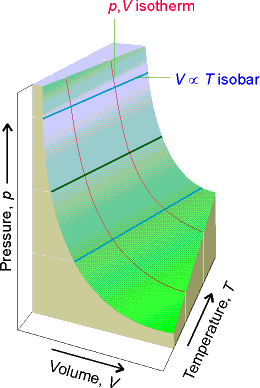 p,V isotherm
V ∝ T isobar
Pressure, p
Volume, V
Temperature, T